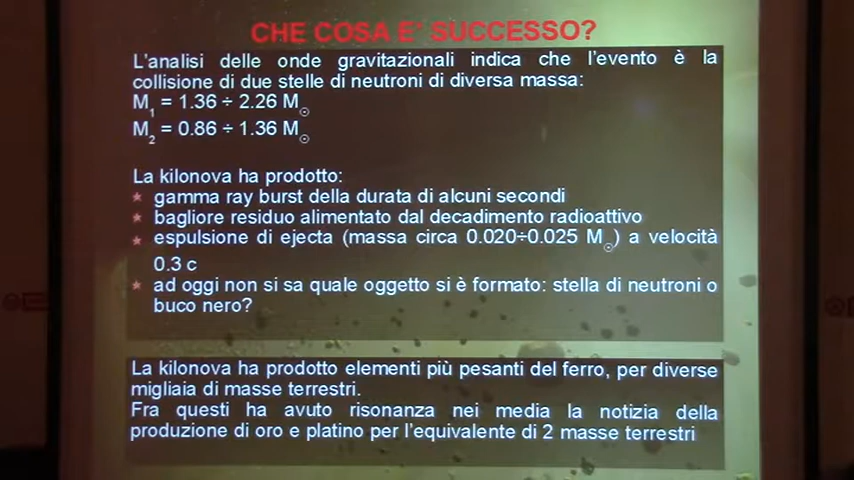 CHE COSA E' SUCCESSO?
L'analisi delle onde gravitazionali indica che l'evento è la
collisione di due stelle di neutroni di diversa massa:
M₁ = 1.36 ÷ 2.26 M☉
M₂ = 0.86 ÷ 1.36 M☉
La kilonova ha prodotto:
* gamma ray burst della durata di alcuni secondi
* bagliore residuo alimentato dal decadimento radioattivo
* espulsione di ejecta (massa circa 0.020÷0.025 M☉) a velocità
0.3 c
* ad oggi non si sa quale oggetto si è formato: stella di neutroni o
buco nero?
La kilonova ha prodotto elementi più pesanti del ferro, per diverse
migliaia di masse terrestri.
Fra questi ha avuto risonanza nei media la notizia della
produzione di oro e platino per l'equivalente di 2 masse terrestri